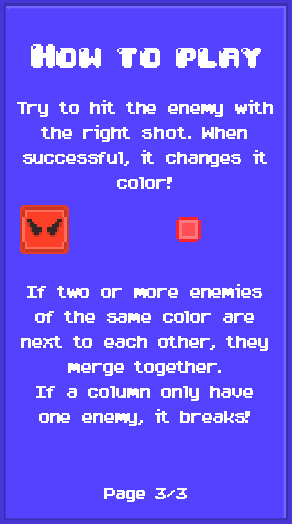 How to play
Try to hit the enemy with
the right shot. When
successful, it changes it
color!
If two or more enemies
of the same color are
next to each other, they
merge together.
If a column only have
one enemy, it breaks!
Page 3/3